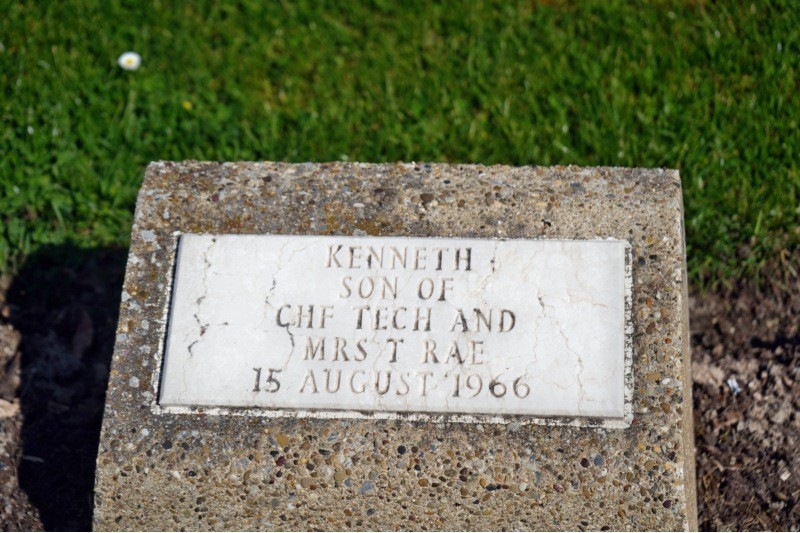 KENNETH
SON OF
CHF TECH AND
MRS T RAE
15 AUGUST 1966